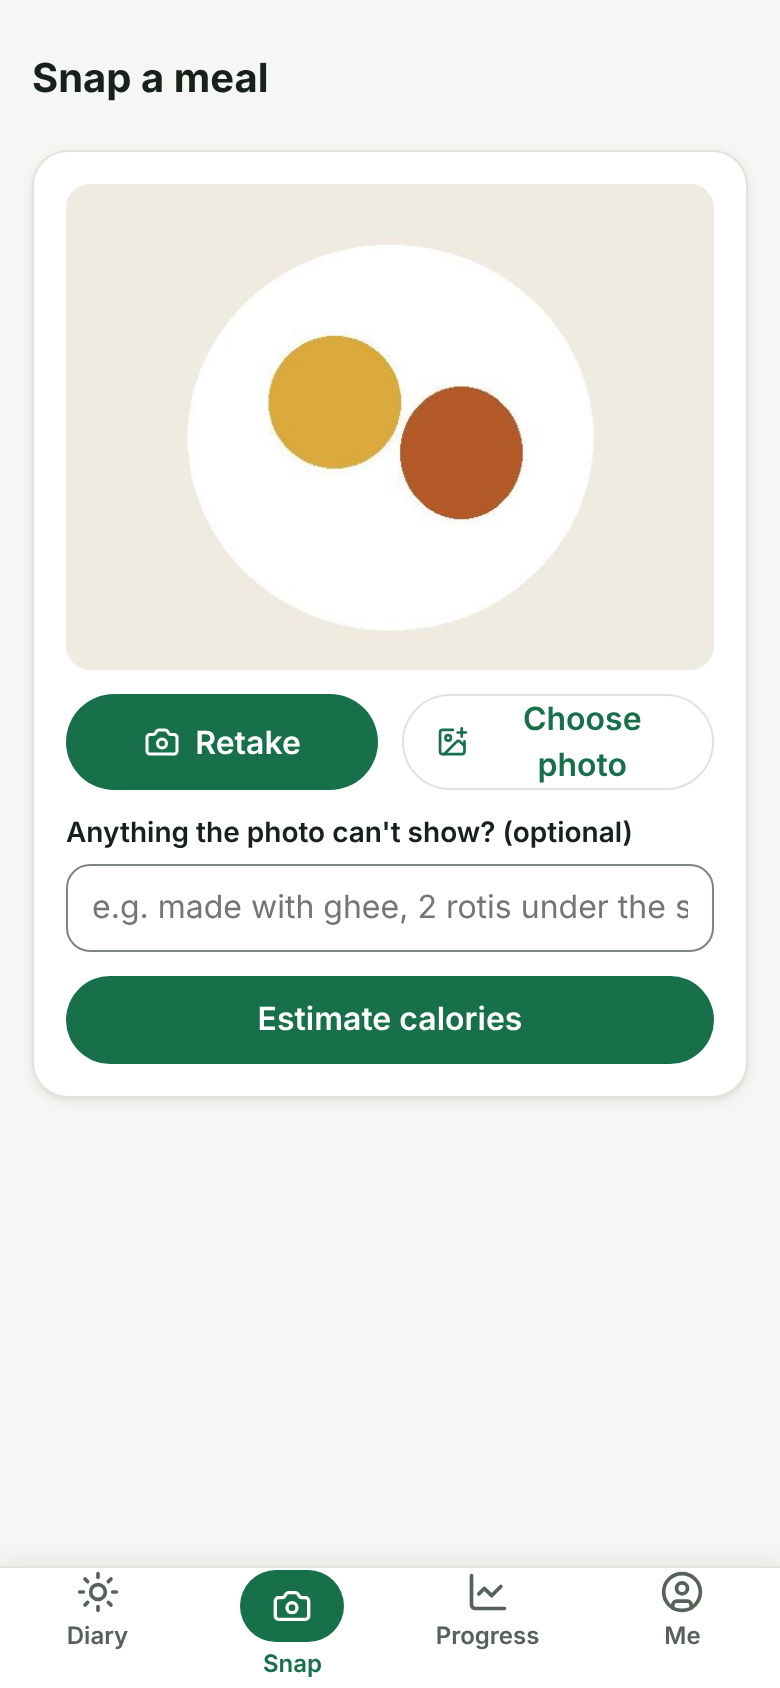 Snap a meal
Retake
Choose
photo
Anything the photo can't show? (optional)
e.g. made with ghee, 2 rotis under the s
Estimate calories
Diary
Snap
Progress
Me